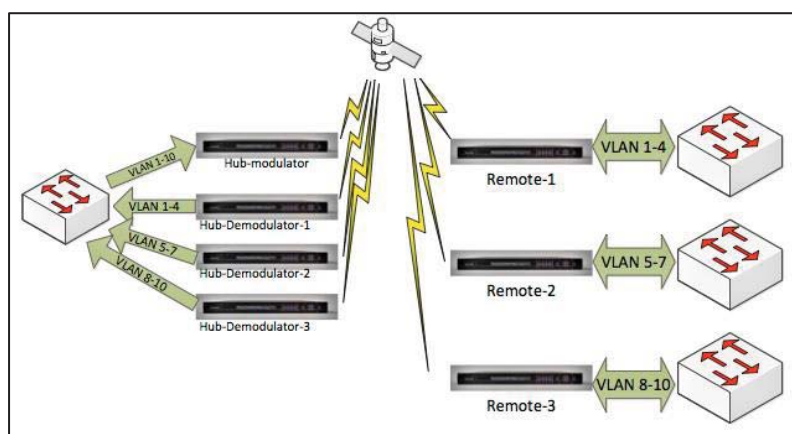 VLAN 1-10
Hub-modulator
VLAN 1-4
Hub-Demodulator-1
VLAN 5-7
Hub-Demodulator-2
VLAN 8-10
Hub-Demodulator-3
VLAN 1-4
Remote-1
VLAN 5-7
Remote-2
VLAN 8-10
Remote-3